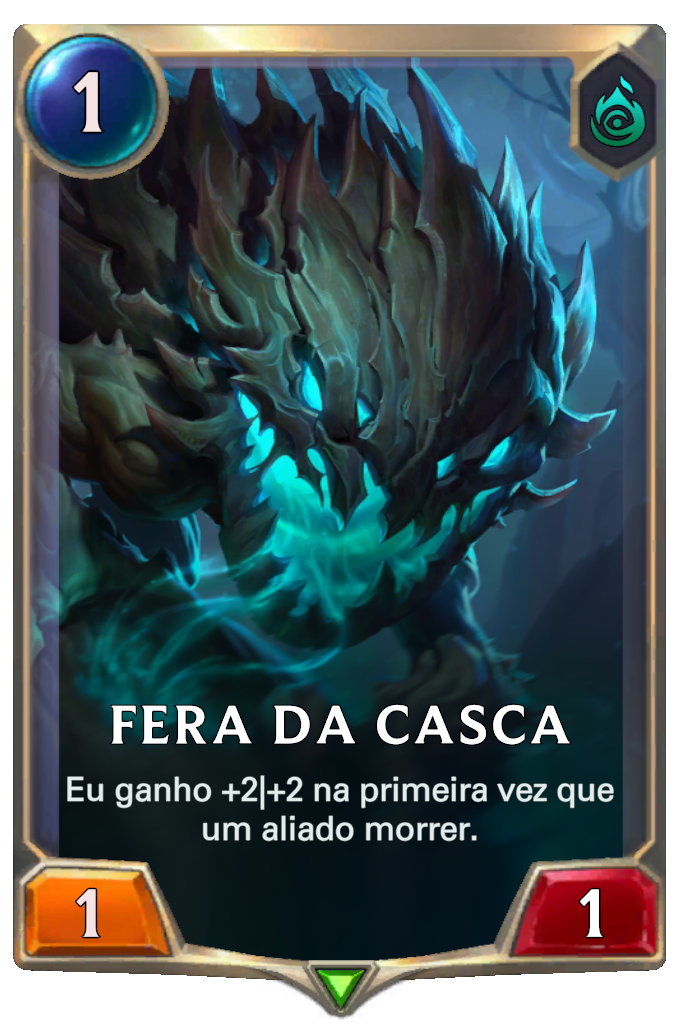 1
FERA DA CASCA
Eu ganho +2|+2 na primeira vez que
um aliado morrer.
1 1